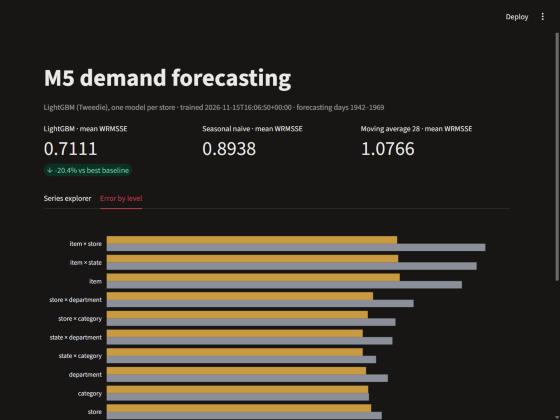 Deploy
M5 demand forecasting
LightGBM (Tweedie), one model per store · trained 2026-11-15T16:06:50+00:00 · forecasting days 1942–1969
LightGBM · mean WRMSSE
Seasonal naive · mean WRMSSE
Moving average 28 · mean WRMSSE
0.7111
0.8938
1.0766
↓ -20.4% vs best baseline
Series explorer
Error by level
item × store
item × state
item
store × department
store × category
state × department
state × category
department
category
store